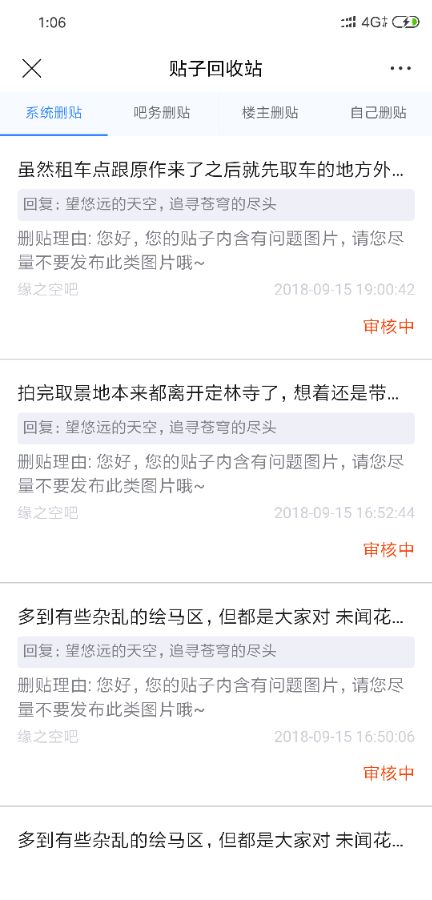 1:06
4G
贴子回收站
系统删贴 吧务删贴 楼主删贴 自己删贴
虽然租车点跟原作来了之后就先取车的地方外...
回复: 望悠远的天空, 追寻苍穹的尽头
删贴理由: 您好, 您的贴子内含有问题图片, 请您尽
量不要发布此类图片哦~
缘之空吧 2018-09-15 19:00:42
审核中
拍完取景地本来都离开定林寺了, 想着还是带...
回复: 望悠远的天空, 追寻苍穹的尽头
删贴理由: 您好, 您的贴子内含有问题图片, 请您尽
量不要发布此类图片哦~
缘之空吧 2018-09-15 16:52:44
审核中
多到有些杂乱的绘马区, 但都是大家对 未闻花...
回复: 望悠远的天空, 追寻苍穹的尽头
删贴理由: 您好, 您的贴子内含有问题图片, 请您尽
量不要发布此类图片哦~
缘之空吧 2018-09-15 16:50:06
审核中
多到有些杂乱的绘马区, 但都是大家对 未闻花...